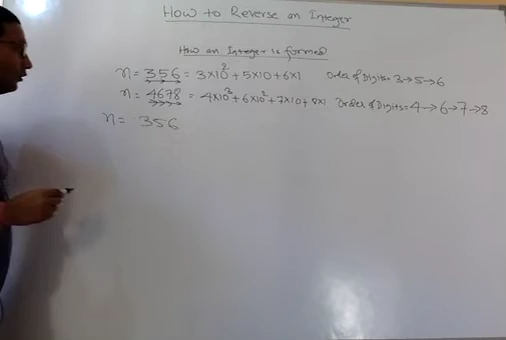 How to Reverse an Integer
How an Integer is formed
n = 356 = 3×10² + 5×10 + 6×1 Order of Digits: 3→5→6
n = 4678 = 4×10³ + 6×10² + 7×10 + 8×1 Order of Digits: 4→6→7→8
n = 356